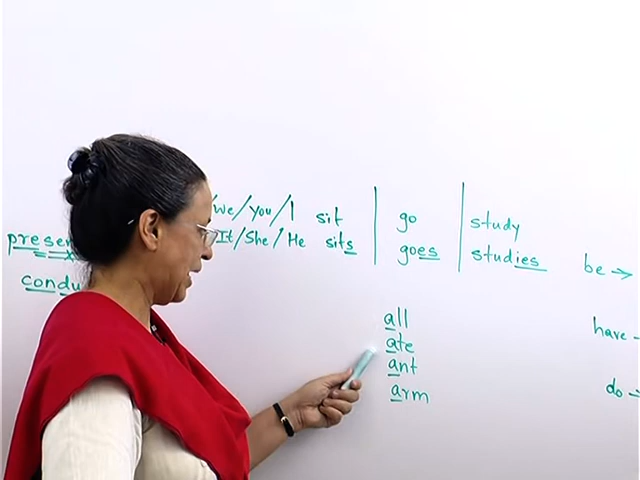 We/You/I sit | go | study
It/She/He sits | goes | studies
be →
have -
do →
all
ate
ant
arm